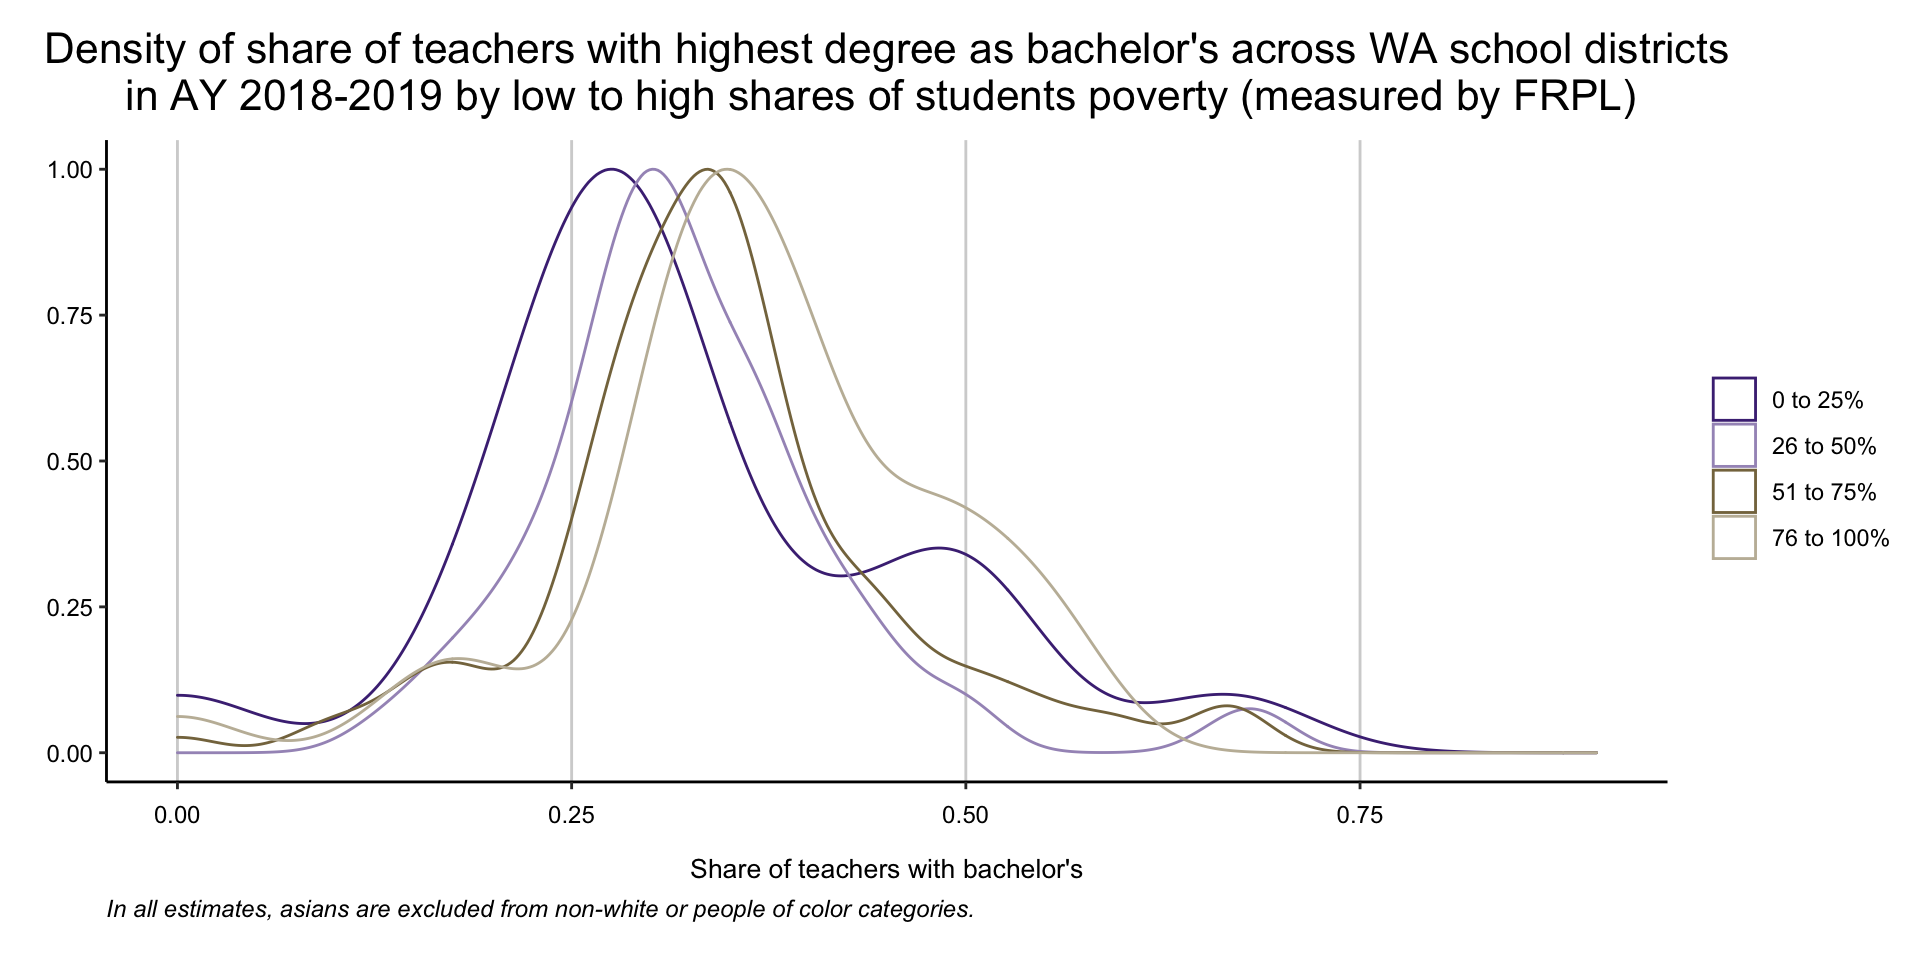 Density of share of teachers with highest degree as bachelor's across WA school districts
in AY 2018-2019 by low to high shares of students poverty (measured by FRPL)
1.00
0.75
0.50
0.25
0.00
0 to 25%
26 to 50%
51 to 75%
76 to 100%
0.00
0.25
0.50
0.75
Share of teachers with bachelor's
In all estimates, asians are excluded from non-white or people of color categories.